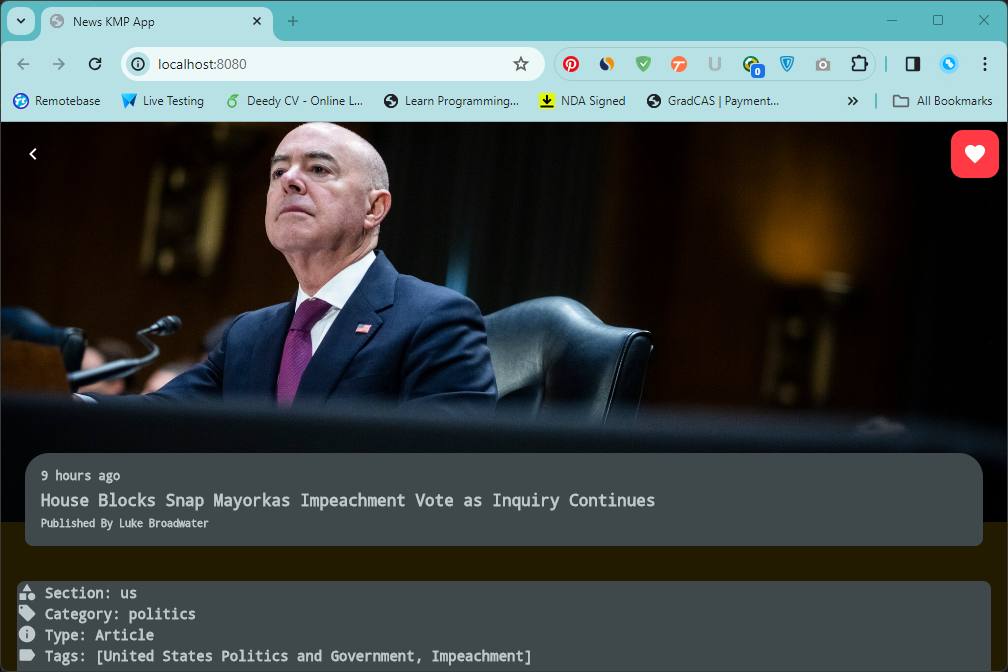 News KMP App
localhost:8080
0
Remotebase
Live Testing
Deedy CV - Online L...
Learn Programming...
NDA Signed
GradCAS | Payment...
All Bookmarks
9 hours ago
House Blocks Snap Mayorkas Impeachment Vote as Inquiry Continues
Published By Luke Broadwater
Section: us
Category: politics
Type: Article
Tags: [United States Politics and Government, Impeachment]